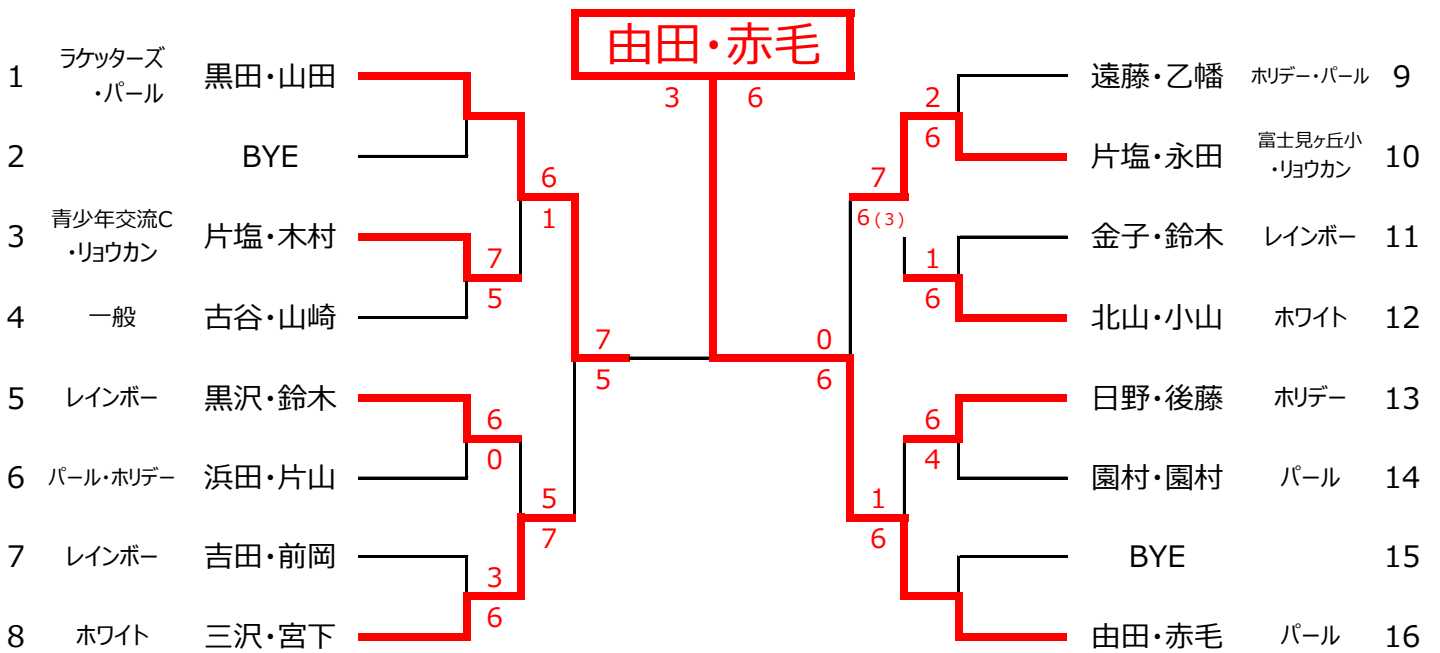 由田・赤毛
3 6
1 ラケッターズ・パール 黒田・山田
2 BYE
6
1
3 青少年交流C・リョウカン 片塩・木村
7
5
4 一般 古谷・山崎
7
5
5 レインボー 黒沢・鈴木
6
0
6 パール・ホリデー 浜田・片山
5
7
7 レインボー 吉田・前岡
3
6
8 ホワイト 三沢・宮下
遠藤・乙幡 ホリデー・パール 9
2
6
片塩・永田 富士見ヶ丘小・リョウカン 10
7
6(3)
金子・鈴木 レインボー 11
1
6
北山・小山 ホワイト 12
0
6
日野・後藤 ホリデー 13
6
4
園村・園村 パール 14
1
6
BYE 15
由田・赤毛 パール 16